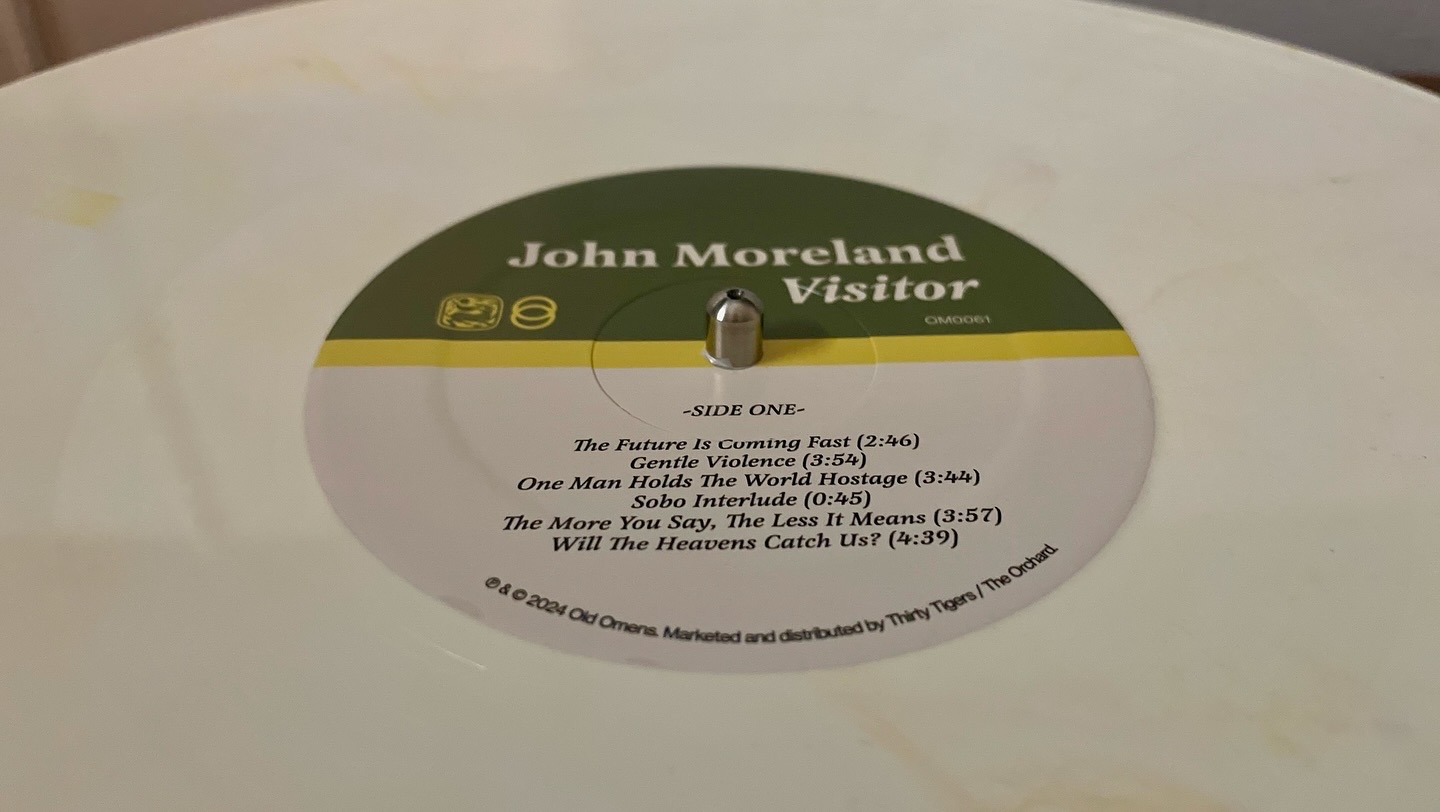 John Moreland
Visitor
OM0061
-SIDE ONE-
The Future Is Coming Fast (2:46)
Gentle Violence (3:54)
One Man Holds The World Hostage (3:44)
Sobo Interlude (0:45)
The More You Say, The Less It Means (3:57)
Will The Heavens Catch Us? (4:39)
℗ & © 2024 Old Omens. Marketed and distributed by Thirty Tigers / The Orchard.